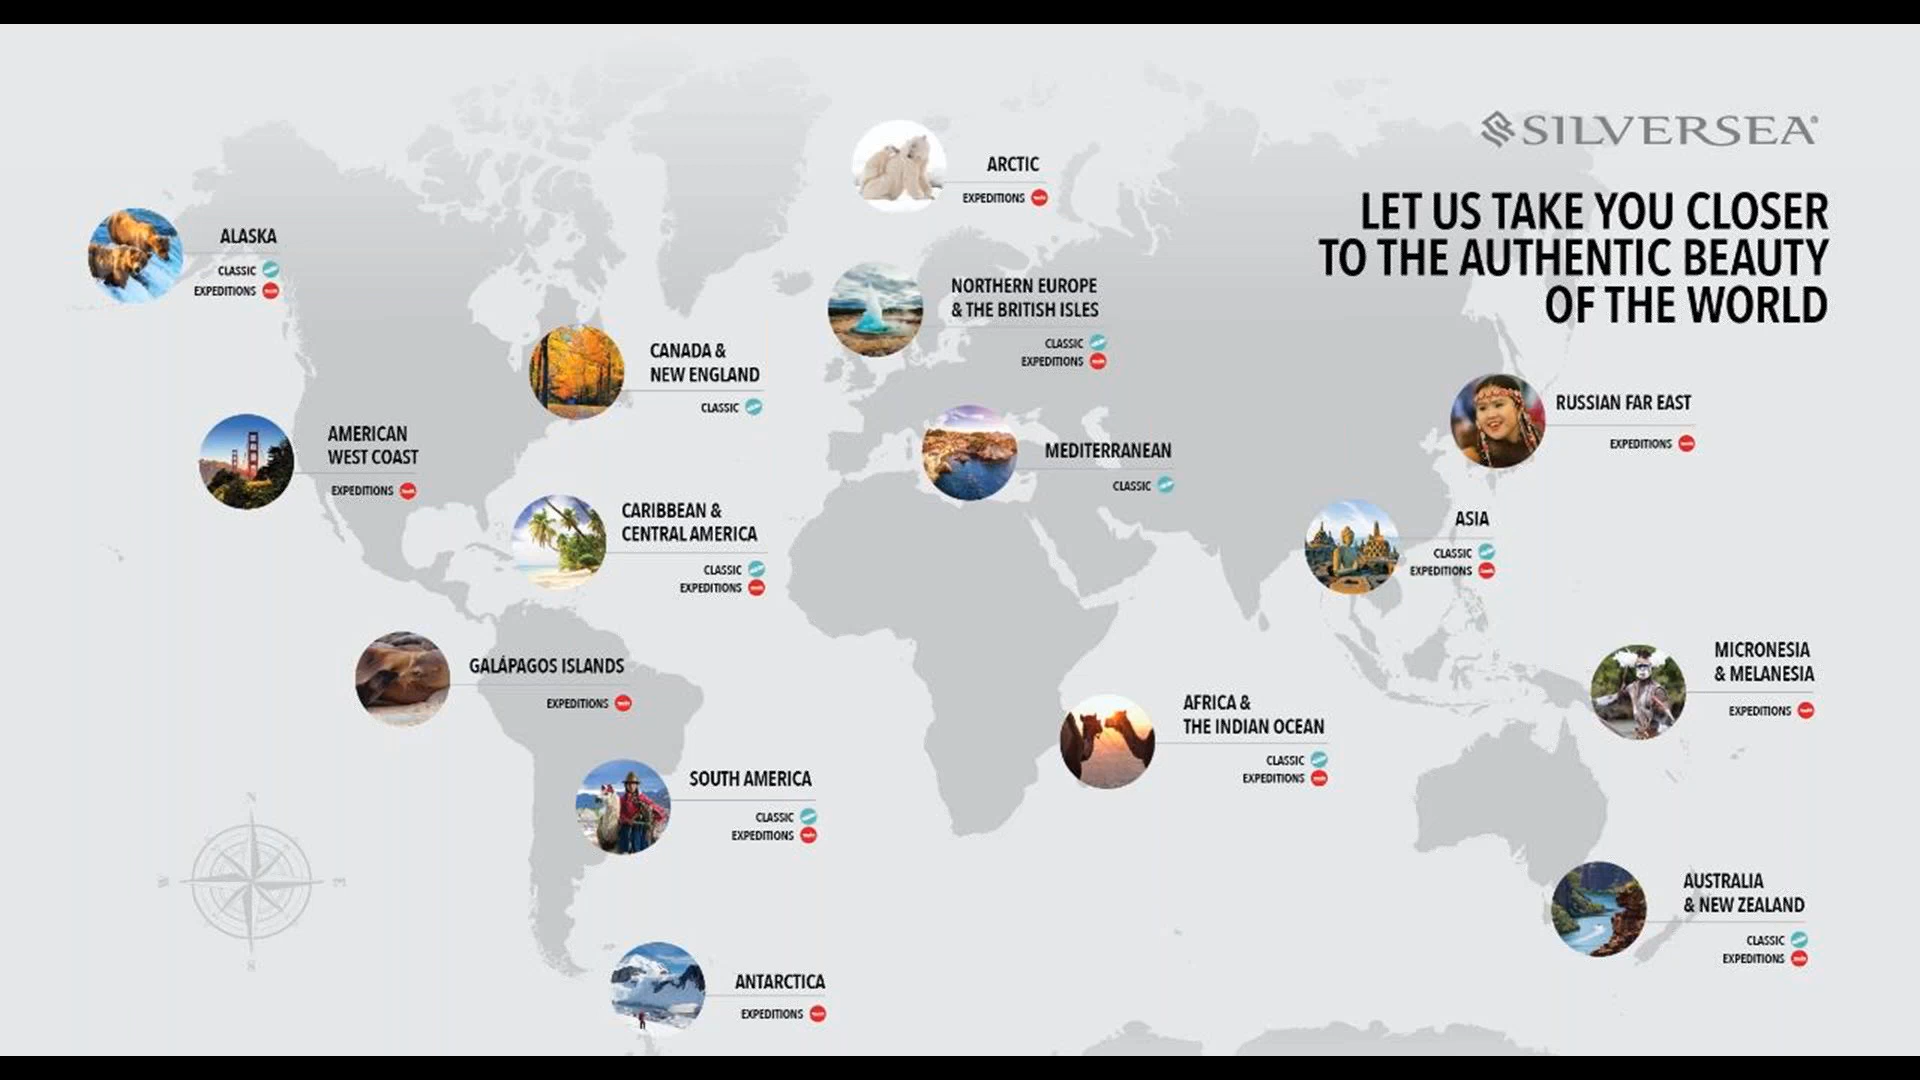 SILVERSEA®
LET US TAKE YOU CLOSER
TO THE AUTHENTIC BEAUTY
OF THE WORLD
ARCTIC
EXPEDITIONS
ALASKA
CLASSIC
EXPEDITIONS
NORTHERN EUROPE
& THE BRITISH ISLES
CLASSIC
EXPEDITIONS
CANADA &
NEW ENGLAND
CLASSIC
RUSSIAN FAR EAST
EXPEDITIONS
AMERICAN
WEST COAST
EXPEDITIONS
MEDITERRANEAN
CLASSIC
CARIBBEAN &
CENTRAL AMERICA
CLASSIC
EXPEDITIONS
ASIA
CLASSIC
EXPEDITIONS
GALÁPAGOS ISLANDS
EXPEDITIONS
MICRONESIA
& MELANESIA
EXPEDITIONS
AFRICA &
THE INDIAN OCEAN
CLASSIC
EXPEDITIONS
SOUTH AMERICA
CLASSIC
EXPEDITIONS
N
W
E
S
AUSTRALIA
& NEW ZEALAND
CLASSIC
EXPEDITIONS
ANTARCTICA
EXPEDITIONS